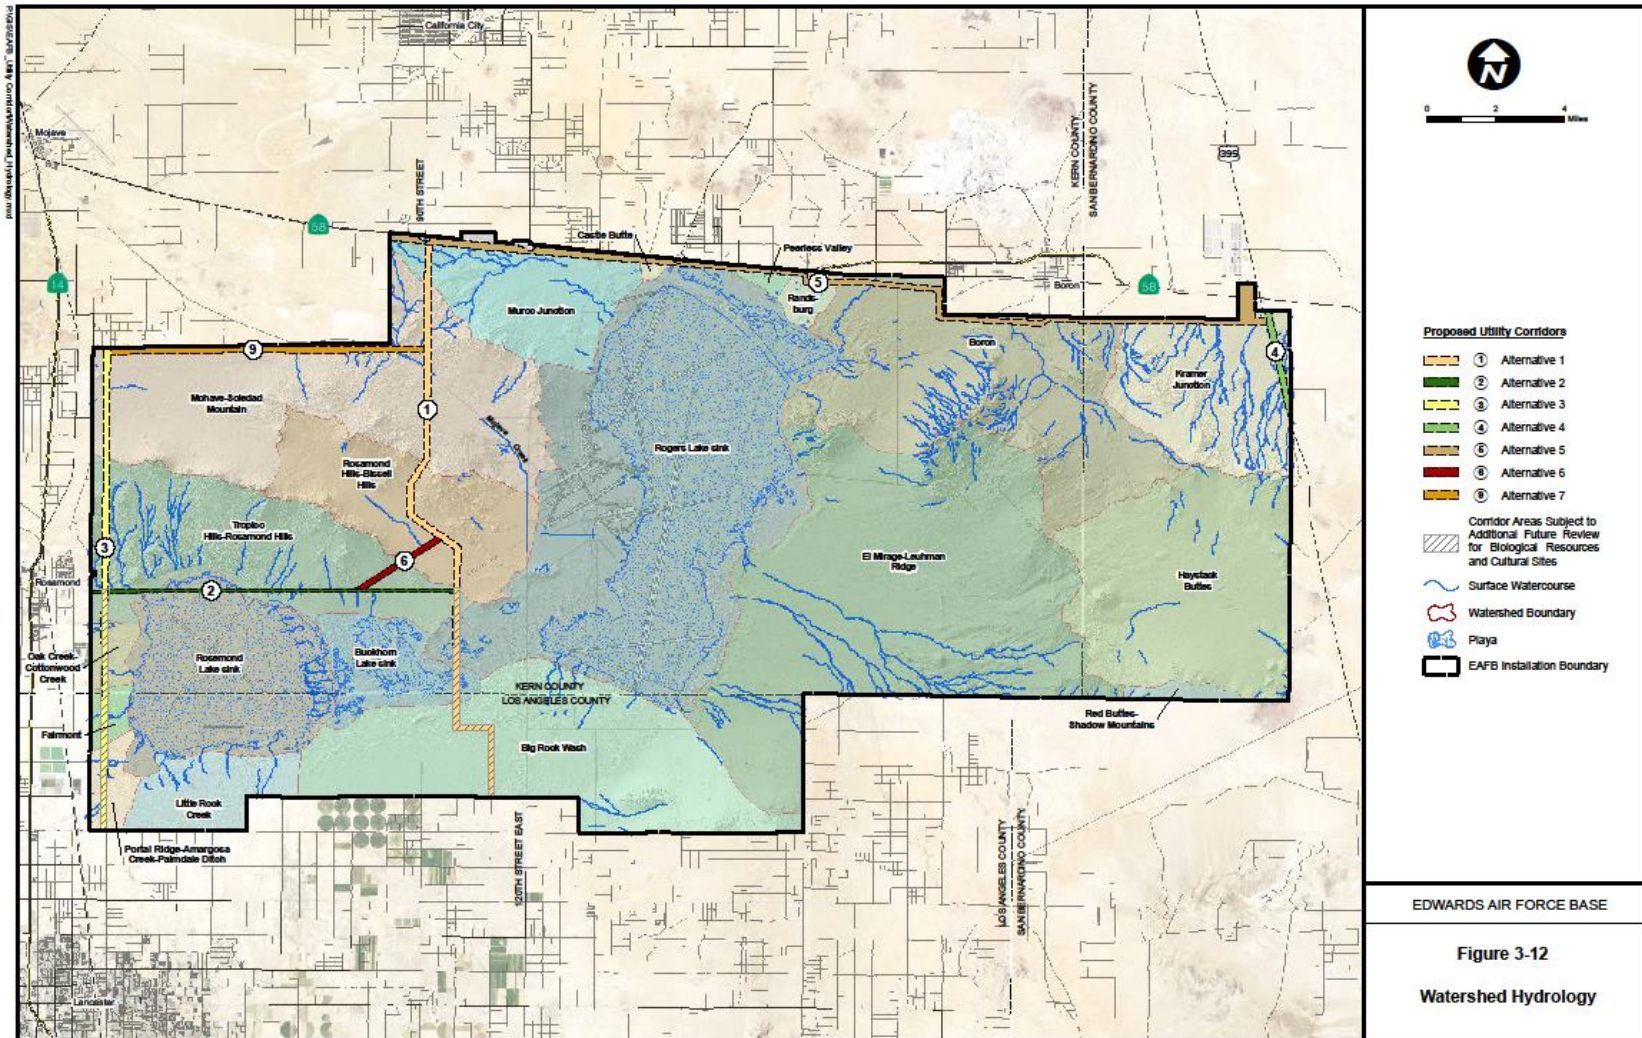 California City
Mojave
395
90TH STREET
KERN COUNTY
SAN BERNARDINO COUNTY
58
14
Castle Butte
Peerless Valley
5
Boron
58
Muroc Junction
Rands-
burg
9
Boron
4
Kramer
Junction
Mohave-Soledad
Mountain
1
Mojave Creek
Rogers Lake sink
Rosamond
Hills-Bissell
Hills
Tropico
Hills-Rosamond Hills
3
6
El Mirage-Leuhman
Ridge
Haystack
Buttes
Rosamond
2
Oak Creek-
Cottonwood
Creek
Rosamond
Lake sink
Buckhorn
Lake sink
KERN COUNTY
LOS ANGELES COUNTY
Fairmont
Big Rock Wash
Red Buttes-
Shadow Mountains
Little Rock
Creek
Portal Ridge-Amargosa
Creek-Palmdale Ditch
120TH STREET EAST
LOS ANGELES COUNTY
SAN BERNARDINO COUNTY
Lancaster
N
0 2 4
Miles
Proposed Utility Corridors
1 Alternative 1
2 Alternative 2
3 Alternative 3
4 Alternative 4
5 Alternative 5
6 Alternative 6
9 Alternative 7
Corridor Areas Subject to
Additional Future Review
for Biological Resources
and Cultural Sites
Surface Watercourse
Watershed Boundary
Playa
EAFB Installation Boundary
EDWARDS AIR FORCE BASE
Figure 3-12
Watershed Hydrology